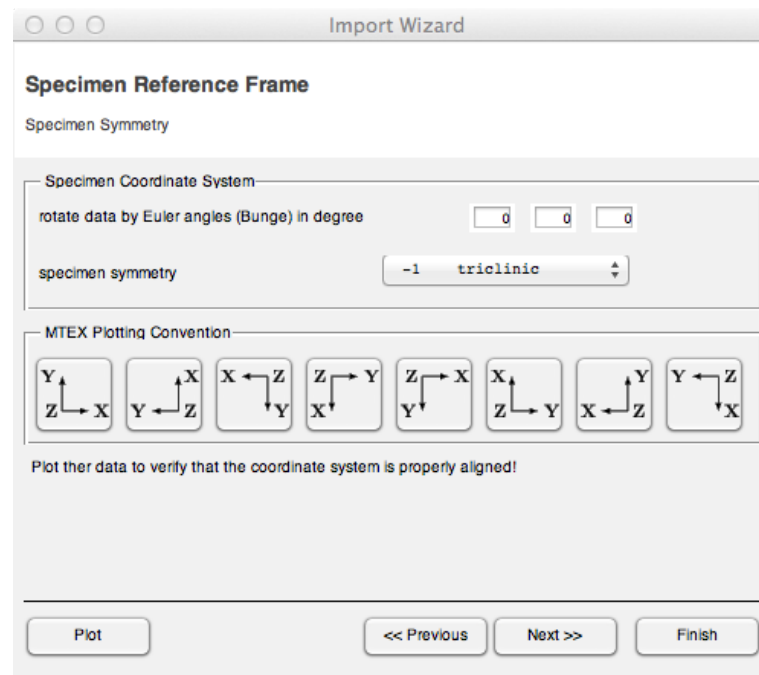 Import Wizard
Specimen Reference Frame
Specimen Symmetry
Specimen Coordinate System
rotate data by Euler angles (Bunge) in degree 0 0 0
specimen symmetry -1 triclinic
MTEX Plotting Convention
Y X X Z Z Y Z X X Y Y Z
Z X Y Z Y X Y Z Y X Z X
Plot ther data to verify that the coordinate system is properly aligned!
Plot << Previous Next >> Finish